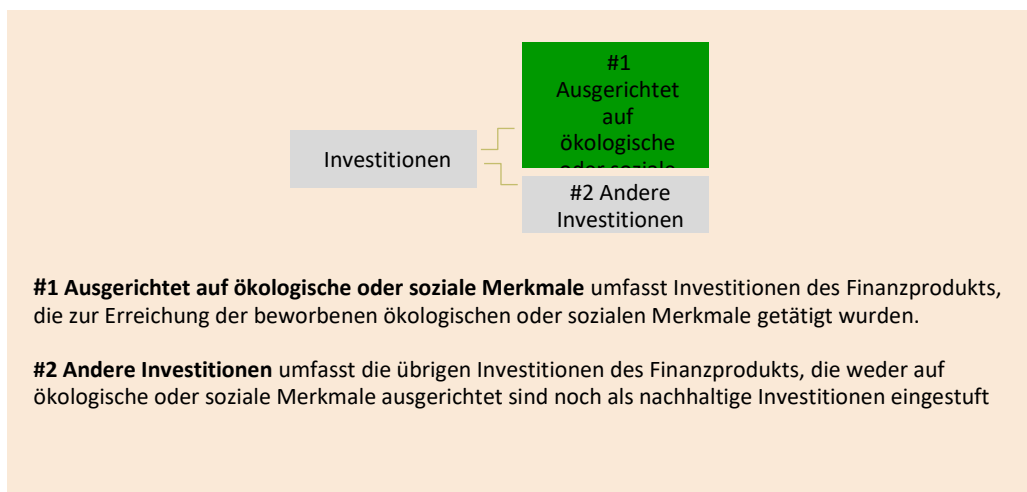 #1
Ausgerichtet
auf
ökologische
oder soziale
Investitionen
#2 Andere
Investitionen
#1 Ausgerichtet auf ökologische oder soziale Merkmale umfasst Investitionen des Finanzprodukts,
die zur Erreichung der beworbenen ökologischen oder sozialen Merkmale getätigt wurden.
#2 Andere Investitionen umfasst die übrigen Investitionen des Finanzprodukts, die weder auf
ökologische oder soziale Merkmale ausgerichtet sind noch als nachhaltige Investitionen eingestuft